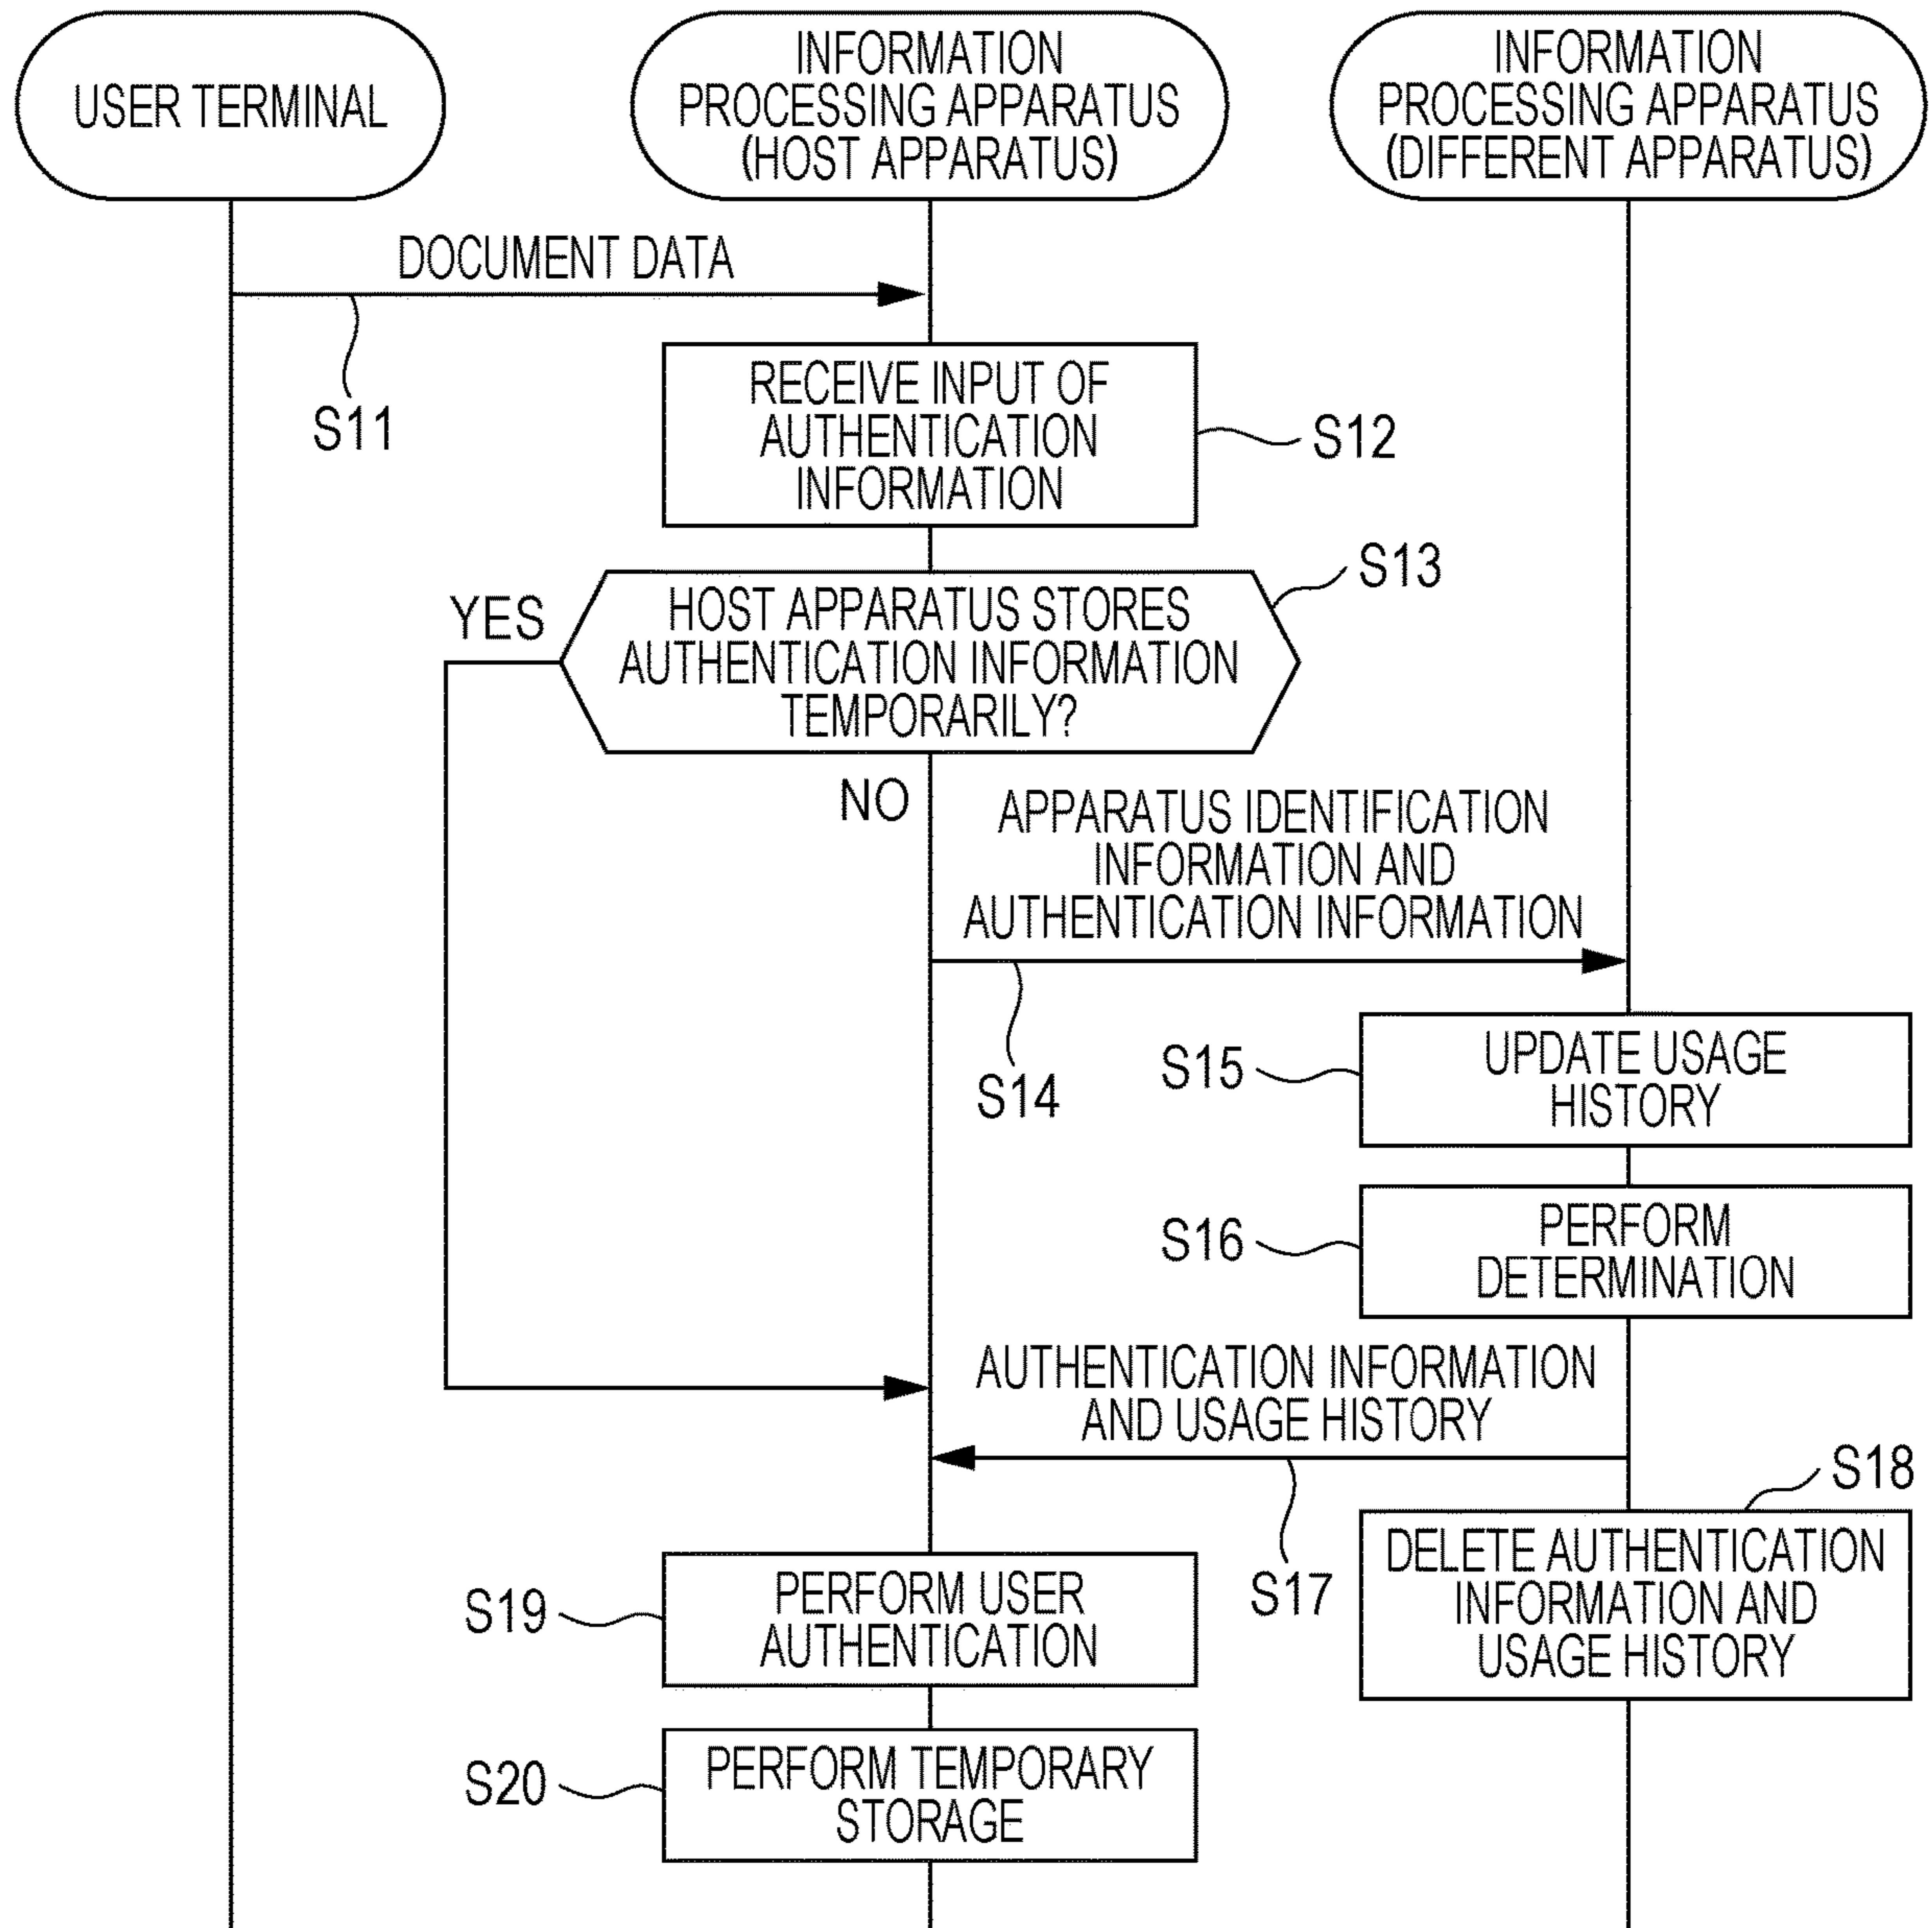 USER TERMINAL
INFORMATION
PROCESSING APPARATUS
(HOST APPARATUS)
INFORMATION
PROCESSING APPARATUS
(DIFFERENT APPARATUS)
DOCUMENT DATA
S11
RECEIVE INPUT OF
AUTHENTICATION
INFORMATION
S12
S13
YES
HOST APPARATUS STORES
AUTHENTICATION INFORMATION
TEMPORARILY?
NO
APPARATUS IDENTIFICATION
INFORMATION AND
AUTHENTICATION INFORMATION
S14
S15
UPDATE USAGE
HISTORY
S16
PERFORM
DETERMINATION
AUTHENTICATION INFORMATION
AND USAGE HISTORY
S17
S18
DELETE AUTHENTICATION
INFORMATION AND
USAGE HISTORY
S19
PERFORM USER
AUTHENTICATION
S20
PERFORM TEMPORARY
STORAGE